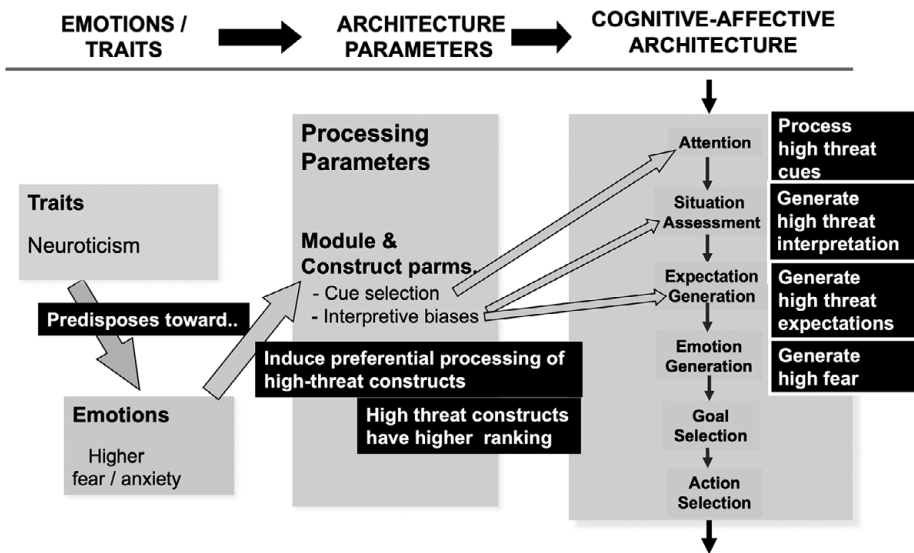 EMOTIONS /
TRAITS
ARCHITECTURE
PARAMETERS
COGNITIVE-AFFECTIVE
ARCHITECTURE
Traits
Neuroticism
Predisposes toward..
Emotions
Higher
fear / anxiety
Processing
Parameters
Module &
Construct parms.
- Cue selection
- Interpretive biases
Induce preferential processing of
high-threat constructs
High threat constructs
have higher ranking
Attention
Situation
Assessment
Expectation
Generation
Emotion
Generation
Goal
Selection
Action
Selection
Process
high threat
cues
Generate
high threat
interpretation
Generate
high threat
expectations
Generate
high fear